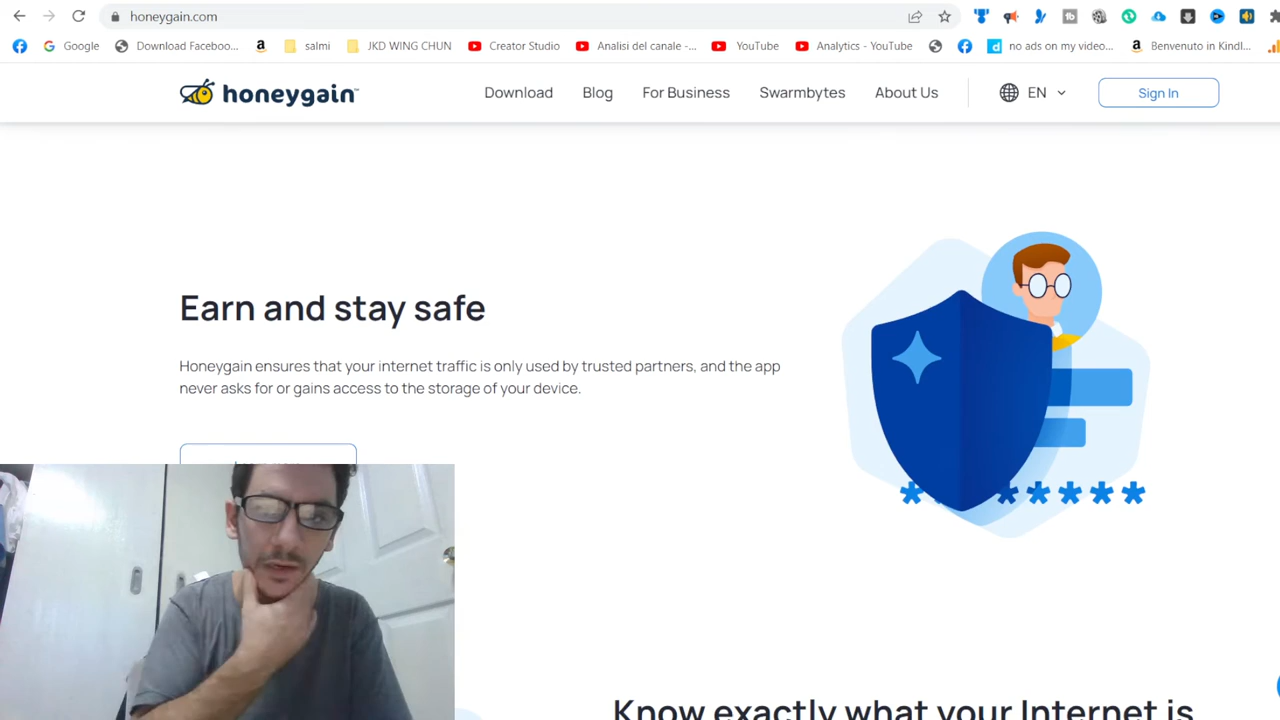 honeygain.com
Google
Download Faceboo...
salmi
JKD WING CHUN
Creator Studio
Analisi del canale -...
YouTube
Analytics - YouTube
no ads on my video...
Benvenuto in Kindl...
honeygain™
Download
Blog
For Business
Swarmbytes
About Us
EN
Sign In
Earn and stay safe
Honeygain ensures that your internet traffic is only used by trusted partners, and the app
never asks for or gains access to the storage of your device.
Know exactly what your Internet is